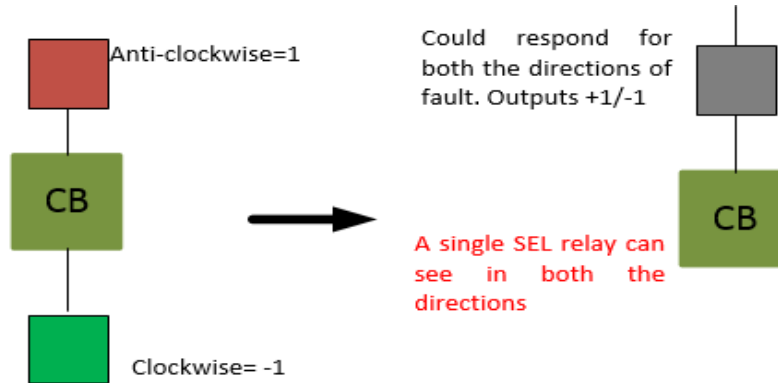 Anti-clockwise=1
CB
Clockwise= -1
Could respond for
both the directions of
fault. Outputs +1/-1
A single SEL relay can
see in both the
directions
CB